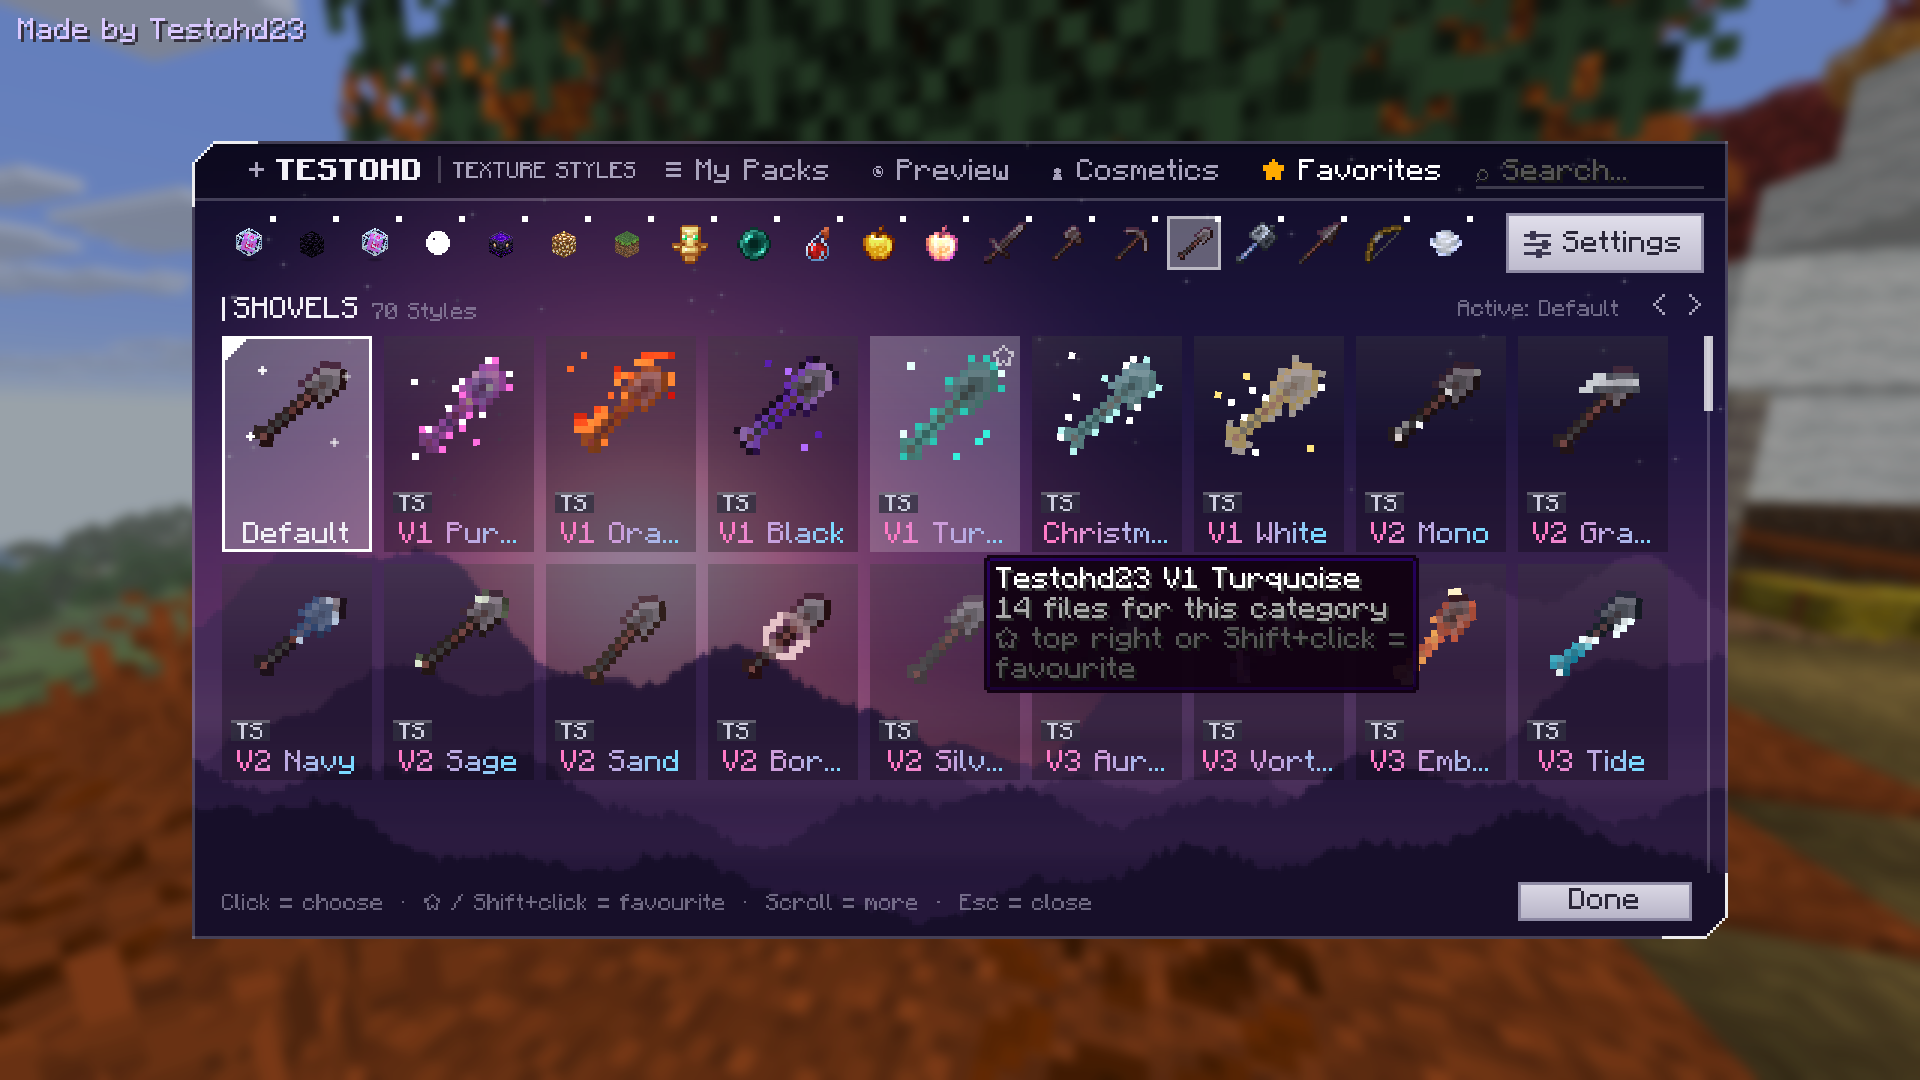 Made by Testohd23
+ TESTOHD | TEXTURE STYLES
My Packs
Preview
Cosmetics
Favorites
Search...
Settings
SHOVELS 70 Styles
Active: Default
< >
Default
TS
V1 Pur...
TS
V1 Ora...
TS
V1 Black
TS
V1 Tur...
TS
Christm...
TS
V1 White
TS
V2 Mono
TS
V2 Gra...
Testohd23 V1 Turquoise
14 files for this category
☆ top right or Shift+click =
favourite
TS
V2 Navy
TS
V2 Sage
TS
V2 Sand
TS
V2 Bor...
TS
V2 Silv...
TS
V3 Aur...
TS
V3 Vort...
TS
V3 Emb...
TS
V3 Tide
Click = choose · ☆ / Shift+click = favourite · Scroll = more · Esc = close
Done